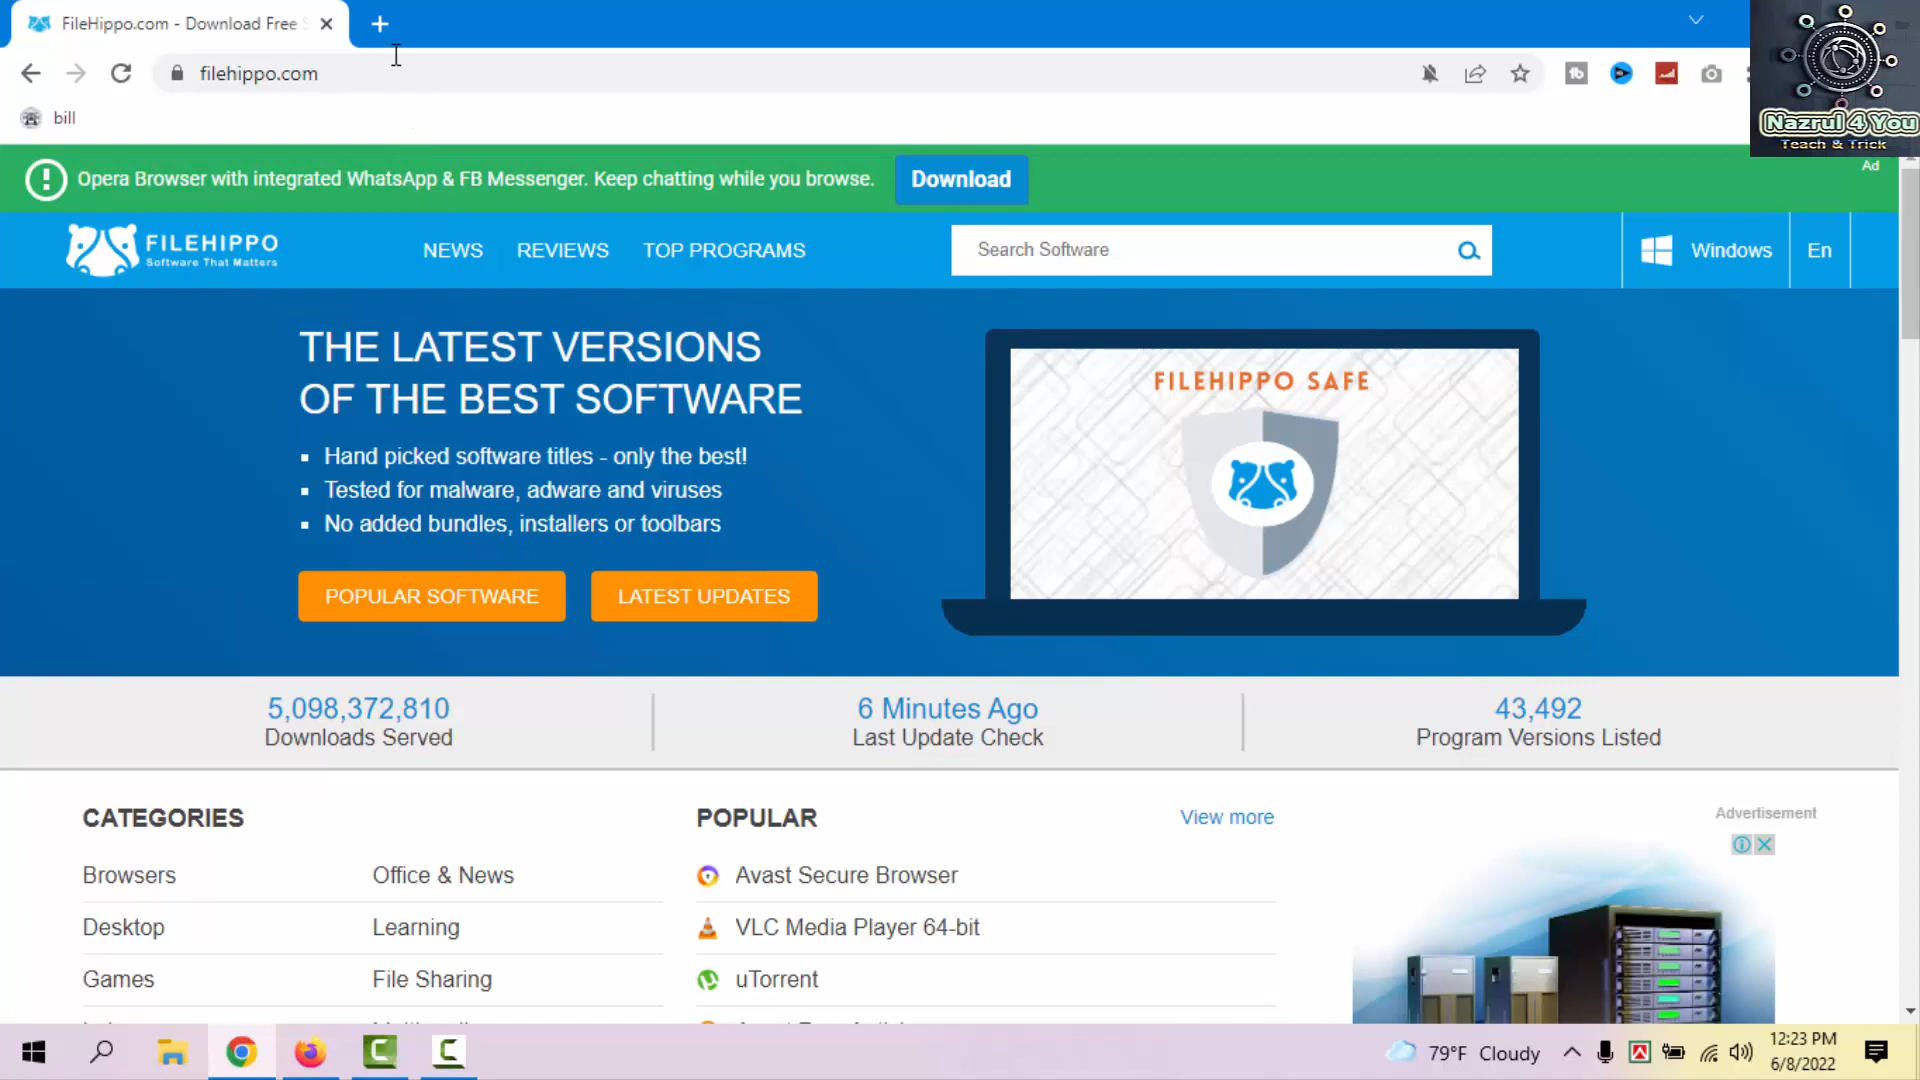 FileHippo.com - Download Free
filehippo.com
bill
Nazrul 4 You
Teach & Trick
Opera Browser with integrated WhatsApp & FB Messenger. Keep chatting while you browse.
Download
Ad
FILEHIPPO
Software That Matters
NEWS
REVIEWS
TOP PROGRAMS
Search Software
Windows
En
THE LATEST VERSIONS
OF THE BEST SOFTWARE
Hand picked software titles - only the best!
Tested for malware, adware and viruses
No added bundles, installers or toolbars
POPULAR SOFTWARE
LATEST UPDATES
FILEHIPPO SAFE
5,098,372,810
Downloads Served
6 Minutes Ago
Last Update Check
43,492
Program Versions Listed
CATEGORIES
Browsers
Office & News
Desktop
Learning
Games
File Sharing
POPULAR
View more
Avast Secure Browser
VLC Media Player 64-bit
uTorrent
Advertisement
79°F Cloudy
12:23 PM
6/8/2022